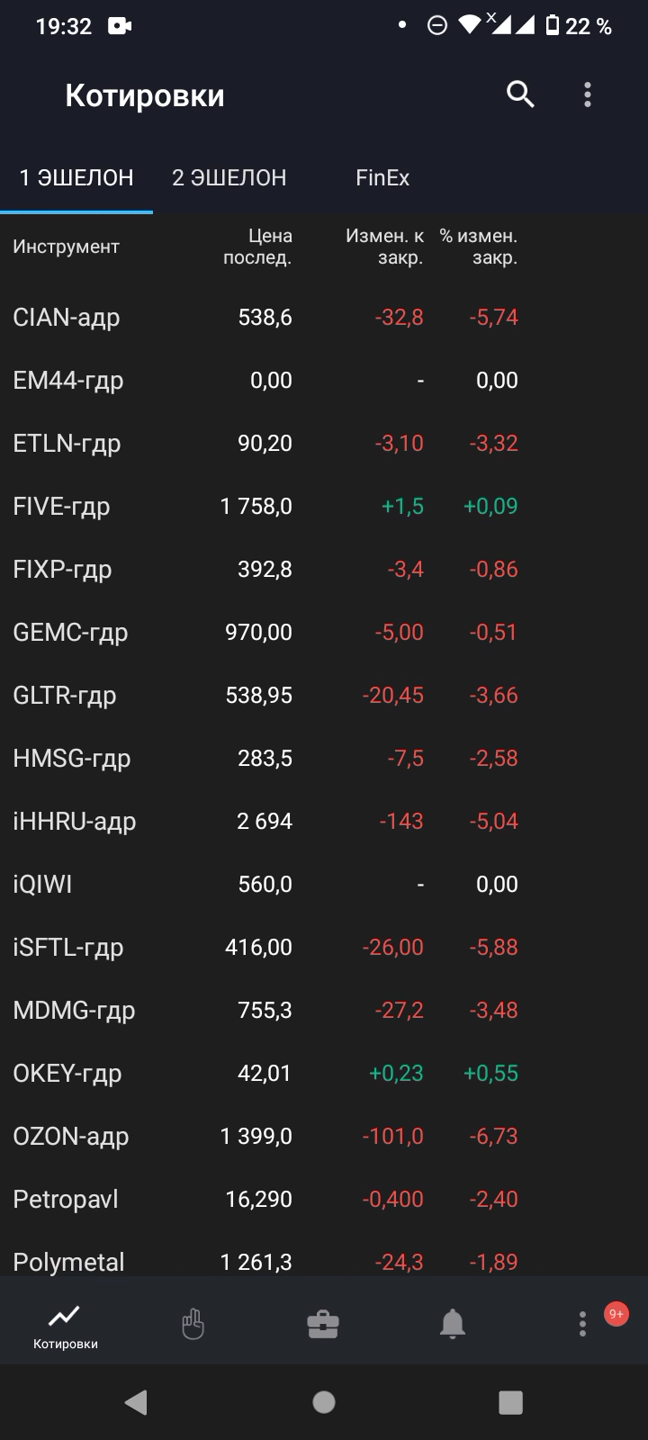 19:32 22 %
Котировки
1 ЭШЕЛОН 2 ЭШЕЛОН FinEx
Инструмент Цена послед. Измен. к закр. % измен. закр.
CIAN-адр 538,6 -32,8 -5,74
EM44-гдр 0,00 - 0,00
ETLN-гдр 90,20 -3,10 -3,32
FIVE-гдр 1 758,0 +1,5 +0,09
FIXP-гдр 392,8 -3,4 -0,86
GEMC-гдр 970,00 -5,00 -0,51
GLTR-гдр 538,95 -20,45 -3,66
HMSG-гдр 283,5 -7,5 -2,58
iHHRU-адр 2 694 -143 -5,04
iQIWI 560,0 - 0,00
iSFTL-гдр 416,00 -26,00 -5,88
MDMG-гдр 755,3 -27,2 -3,48
OKEY-гдр 42,01 +0,23 +0,55
OZON-адр 1 399,0 -101,0 -6,73
Petropavl 16,290 -0,400 -2,40
Polymetal 1 261,3 -24,3 -1,89
9+
Котировки